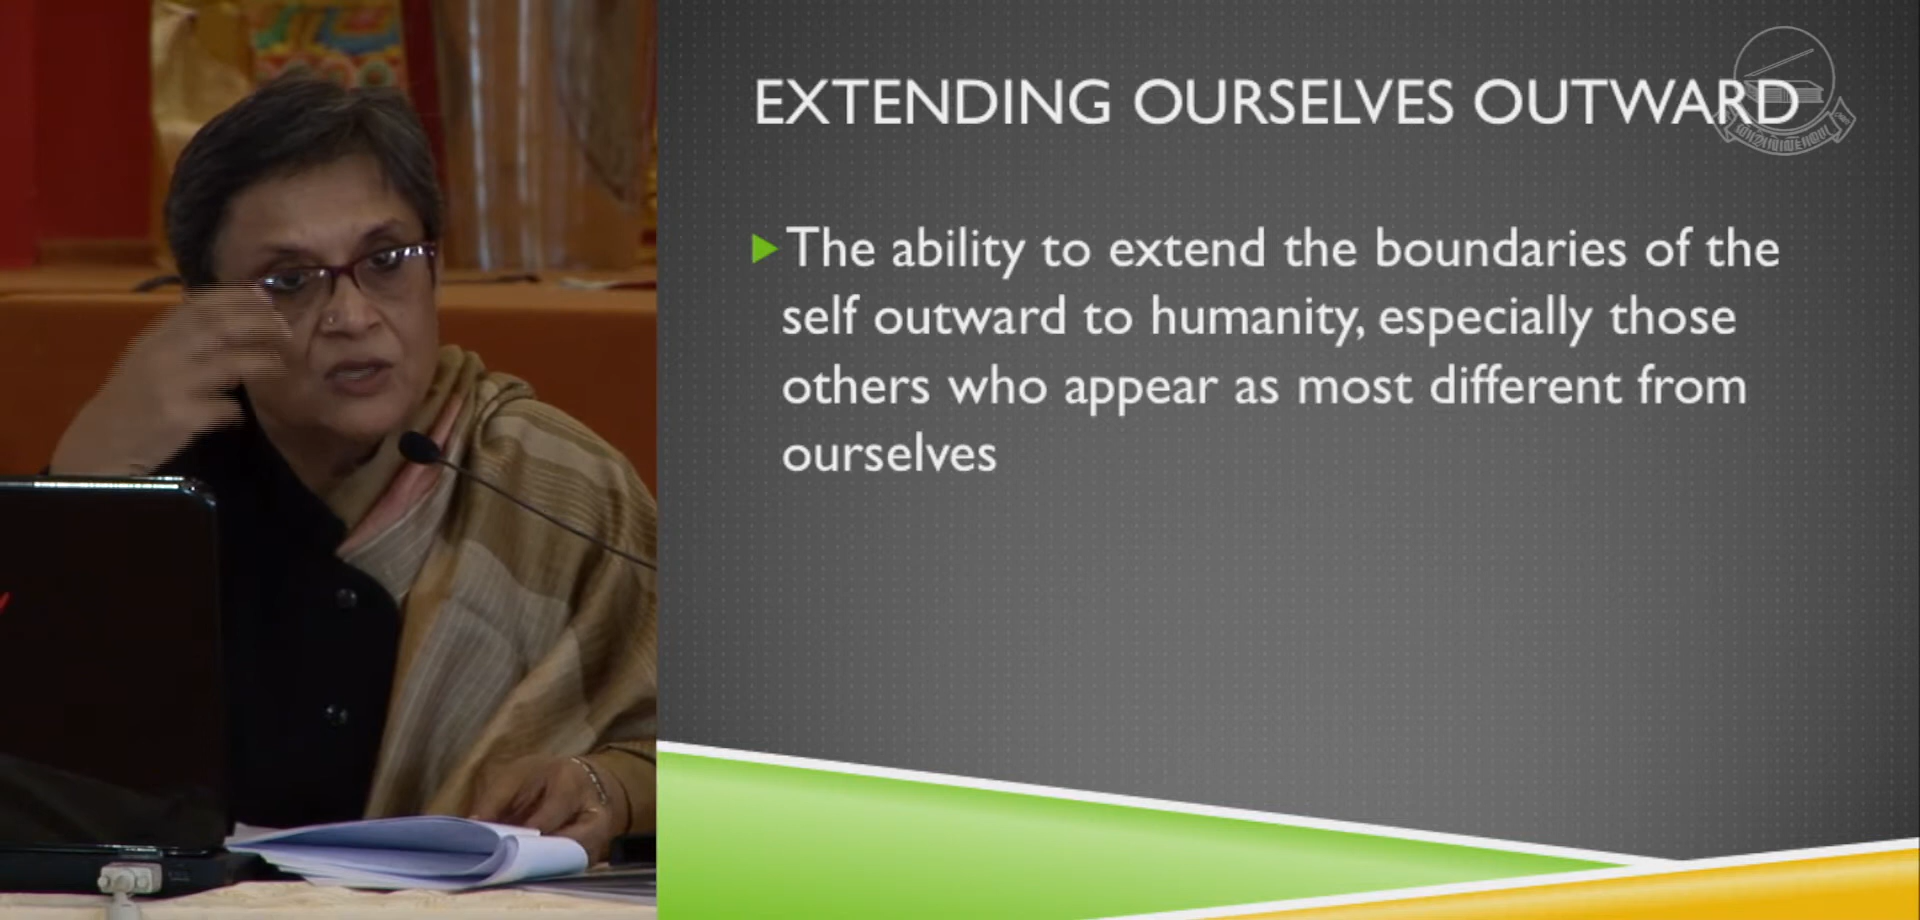 EXTENDING OURSELVES OUTWARD
The ability to extend the boundaries of the
self outward to humanity, especially those
others who appear as most different from
ourselves